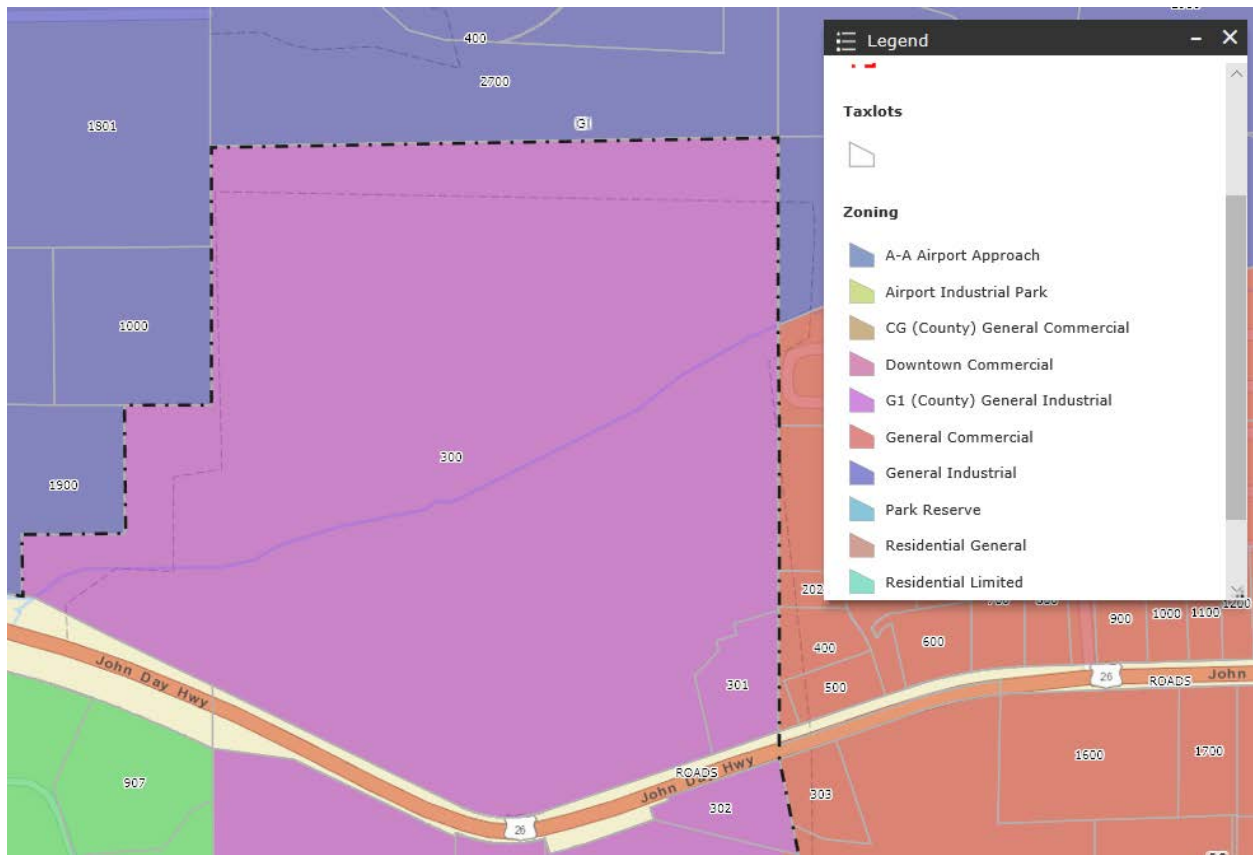 400
2700
GI
1801
1000
300
1900
202
400
600
700
900
1000
1100
1200
500
301
26
ROADS
John
John Day Hwy
907
ROADS
John Day Hwy
302
303
1600
1700
26
Legend
Taxlots
Zoning
A-A Airport Approach
Airport Industrial Park
CG (County) General Commercial
Downtown Commercial
G1 (County) General Industrial
General Commercial
General Industrial
Park Reserve
Residential General
Residential Limited